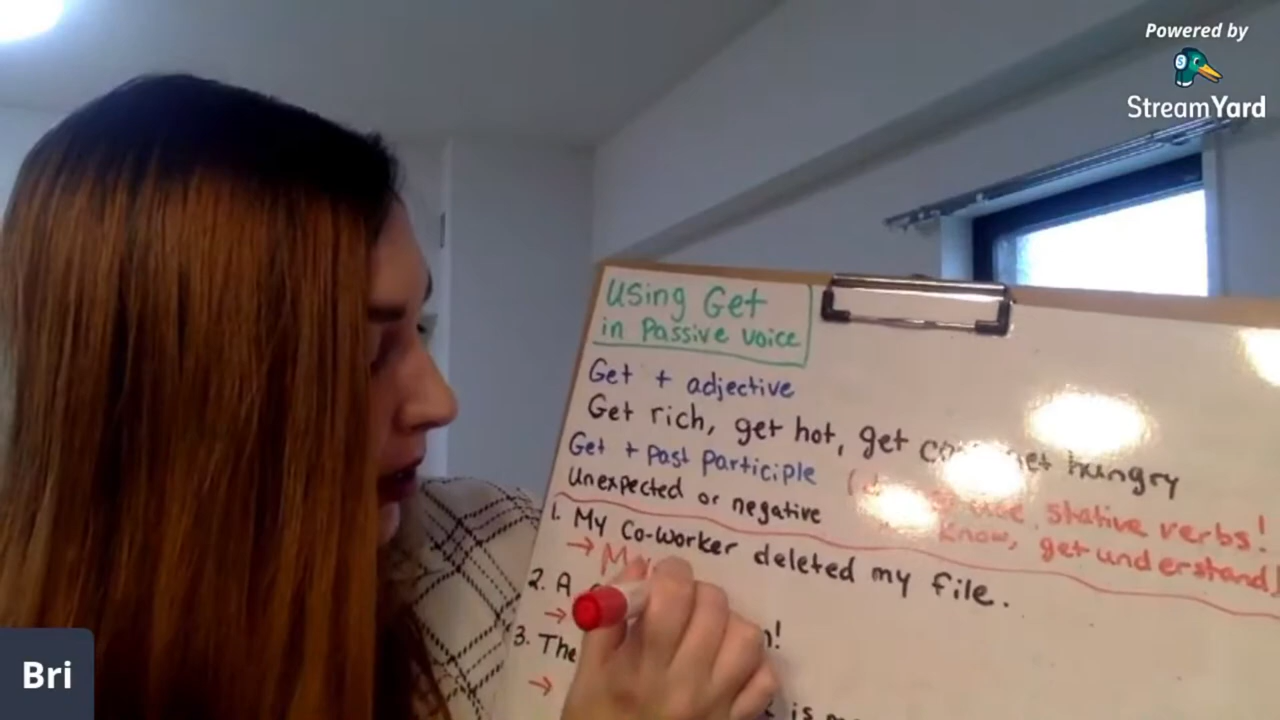 Powered by
StreamYard
Using Get
in Passive voice
Get + adjective
Get rich, get hot, get hungry
Get + Past Participle
stative verbs!
Unexpected or negative
know, get understand,
1. My Co-worker deleted my file.
→ My
2. A
→
3. The
→
is
Bri